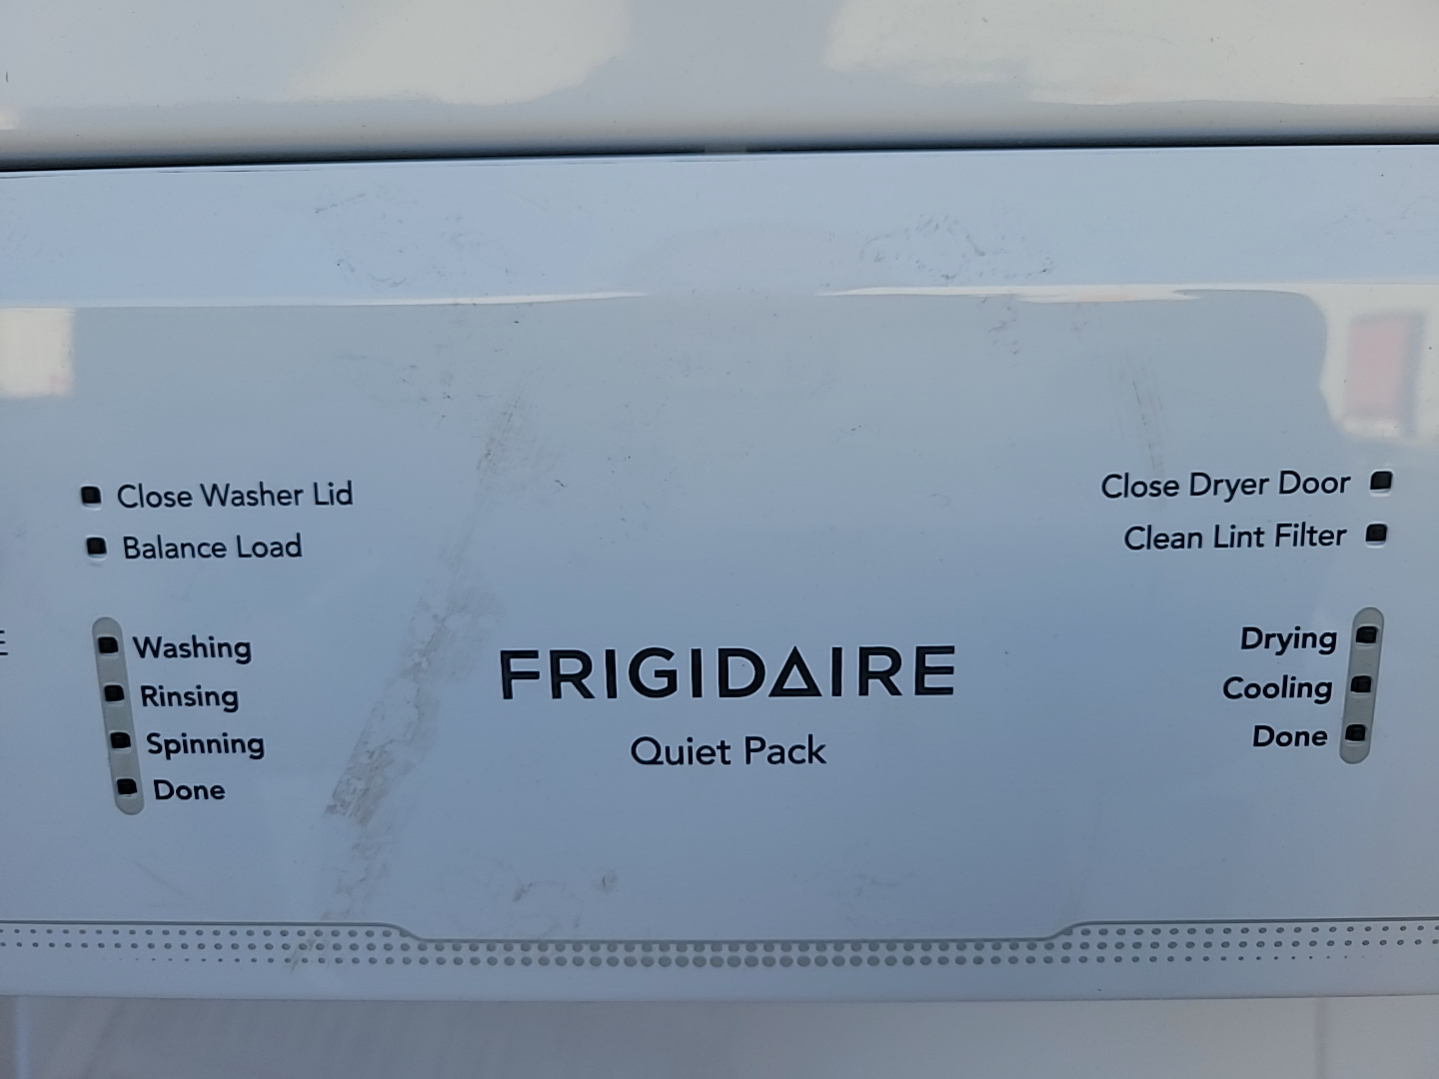 Close Washer Lid
Balance Load
Washing
Rinsing
Spinning
Done
FRIGIDAIRE
Quiet Pack
Close Dryer Door
Clean Lint Filter
Drying
Cooling
Done